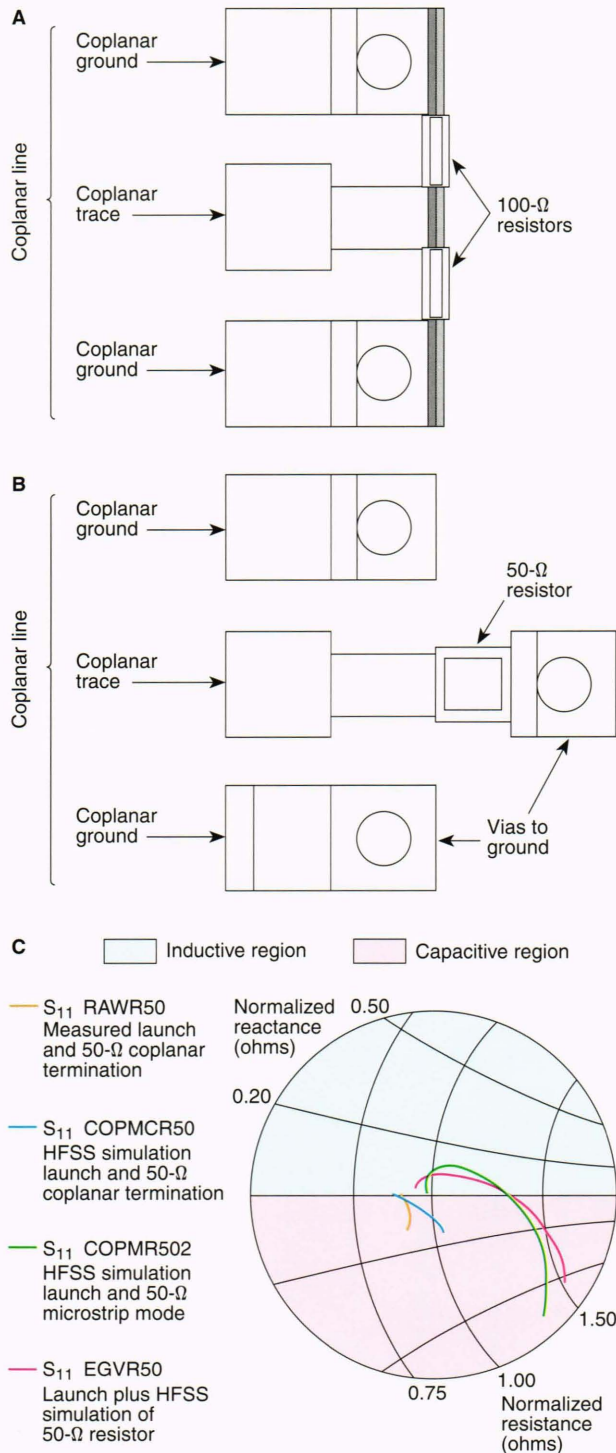 A
Coplanar
ground
Coplanar line
Coplanar
trace
100-Ω
resistors
Coplanar
ground
B
Coplanar
ground
Coplanar line
50-Ω
resistor
Coplanar
trace
Coplanar
ground
Vias to
ground
C
Inductive region
Capacitive region
S₁₁ RAWR50
Measured launch
and 50-Ω coplanar
termination
S₁₁ COPMCR50
HFSS simulation
launch and 50-Ω
coplanar termination
S₁₁ COPMR502
HFSS simulation
launch and 50-Ω
microstrip mode
S₁₁ EGVR50
Launch plus HFSS
simulation of
50-Ω resistor
Normalized
reactance
(ohms)
0.50
0.20
1.50
1.00
0.75
Normalized
resistance
(ohms)